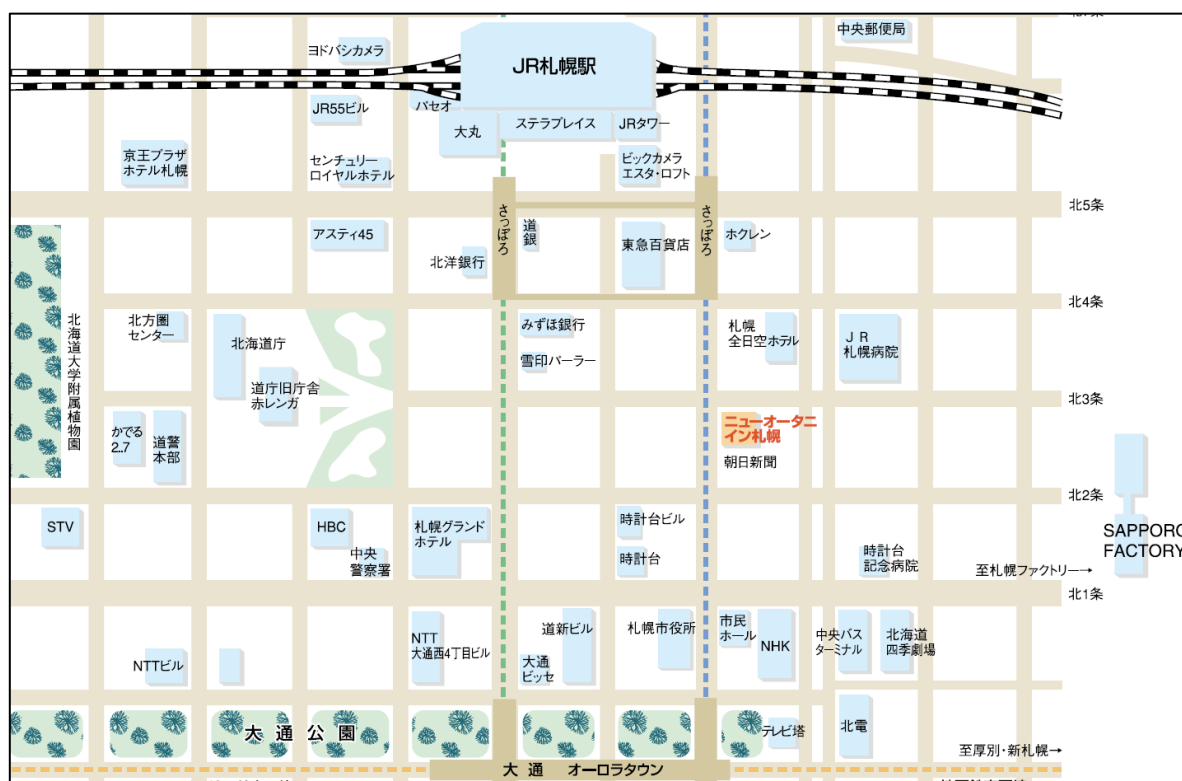 中央郵便局
ヨドバシカメラ
JR札幌駅
JR55ビル
パセオ
大丸
ステラプレイス
JRタワー
京王プラザ
ホテル札幌
センチュリー
ロイヤルホテル
ビックカメラ
エスタ・ロフト
北5条
さっぽろ
さっぽろ
アスティ45
北洋銀行
道銀
東急百貨店
ホクレン
北4条
北海道大学附属植物園
北方圏
センター
北海道庁
道庁旧庁舎
赤レンガ
みずほ銀行
雪印パーラー
札幌
全日空ホテル
JR
札幌病院
北3条
かでる
2.7
道警
本部
ニューオータニ
イン札幌
朝日新聞
北2条
STV
HBC
中央
警察署
札幌グランド
ホテル
時計台ビル
時計台
時計台
記念病院
SAPPORO
FACTORY
至札幌ファクトリー→
北1条
NTTビル
NTT
大通西4丁目ビル
道新ビル
大通
ビッセ
札幌市役所
市民
ホール
NHK
中央バス
ターミナル
北海道
四季劇場
大通公園
テレビ塔
北電
至厚別・新札幌→
大通 オーロラタウン